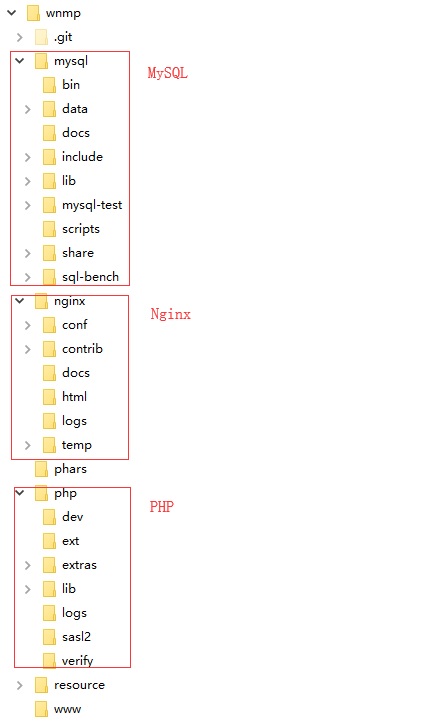 wnmp
.git
mysql
MySQL
bin
data
docs
include
lib
mysql-test
scripts
share
sql-bench
nginx
Nginx
conf
contrib
docs
html
logs
temp
phars
php
PHP
dev
ext
extras
lib
logs
sasl2
verify
resource
www